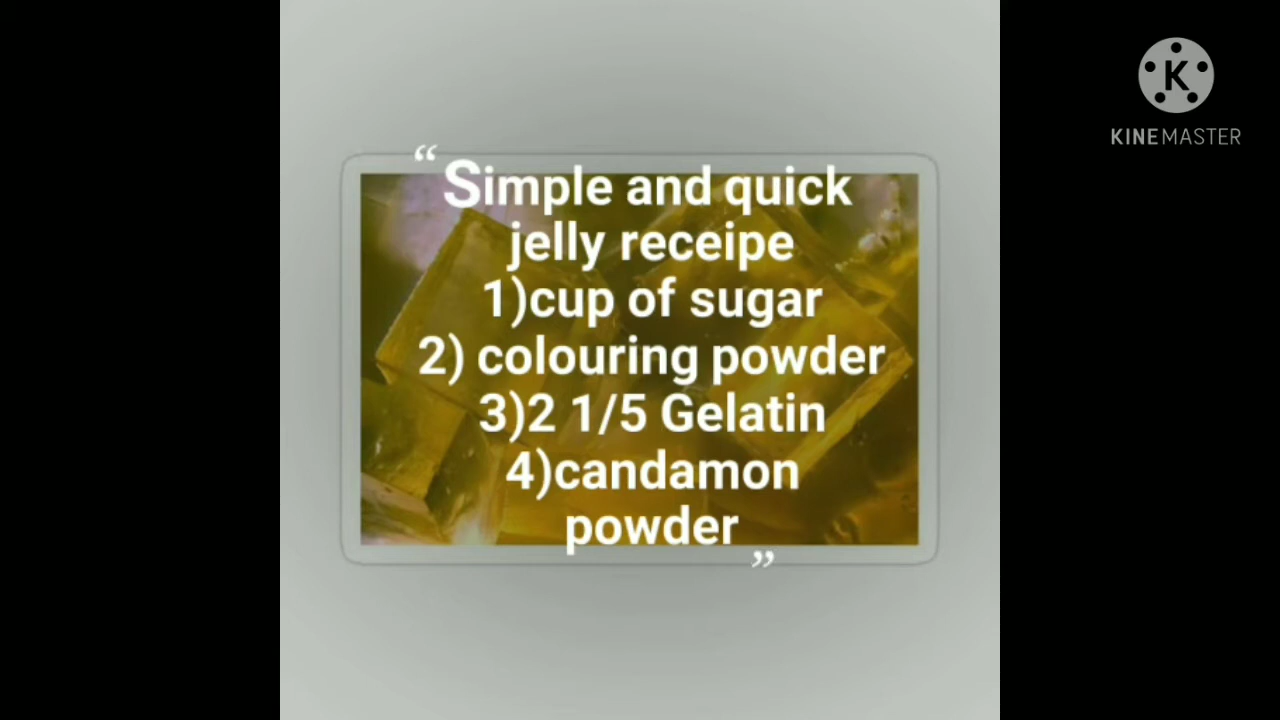 “Simple and quick
jelly receipe
1)cup of sugar
2) colouring powder
3)2 1/5 Gelatin
4)candamon
powder”
K
KINEMASTER